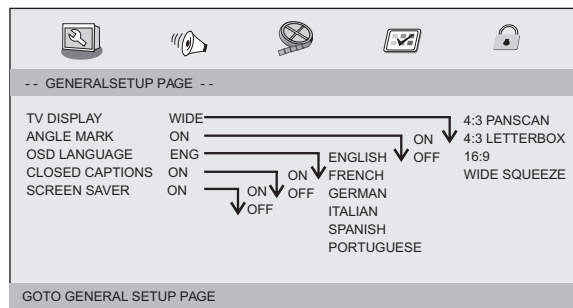 - - GENERALSETUP PAGE - -
TV DISPLAY WIDE 4:3 PANSCAN
ANGLE MARK ON ON 4:3 LETTERBOX
OSD LANGUAGE ENG ENGLISH OFF 16:9
CLOSED CAPTIONS ON ON FRENCH WIDE SQUEEZE
SCREEN SAVER ON ON OFF GERMAN
OFF ITALIAN
SPANISH
PORTUGUESE
GOTO GENERAL SETUP PAGE